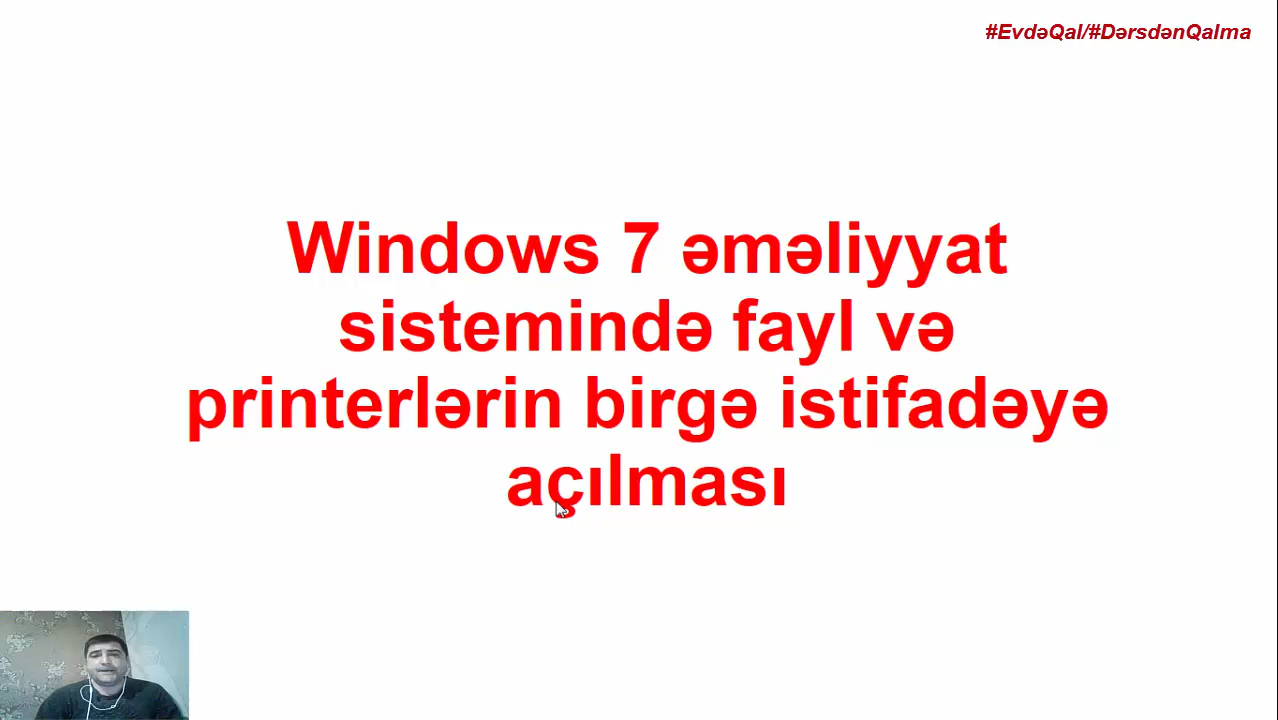 #EvdəQal/#DərsdənQalma
Windows 7 əməliyyat
sistemində fayl və
printerlərin birgə istifadəyə
açılması